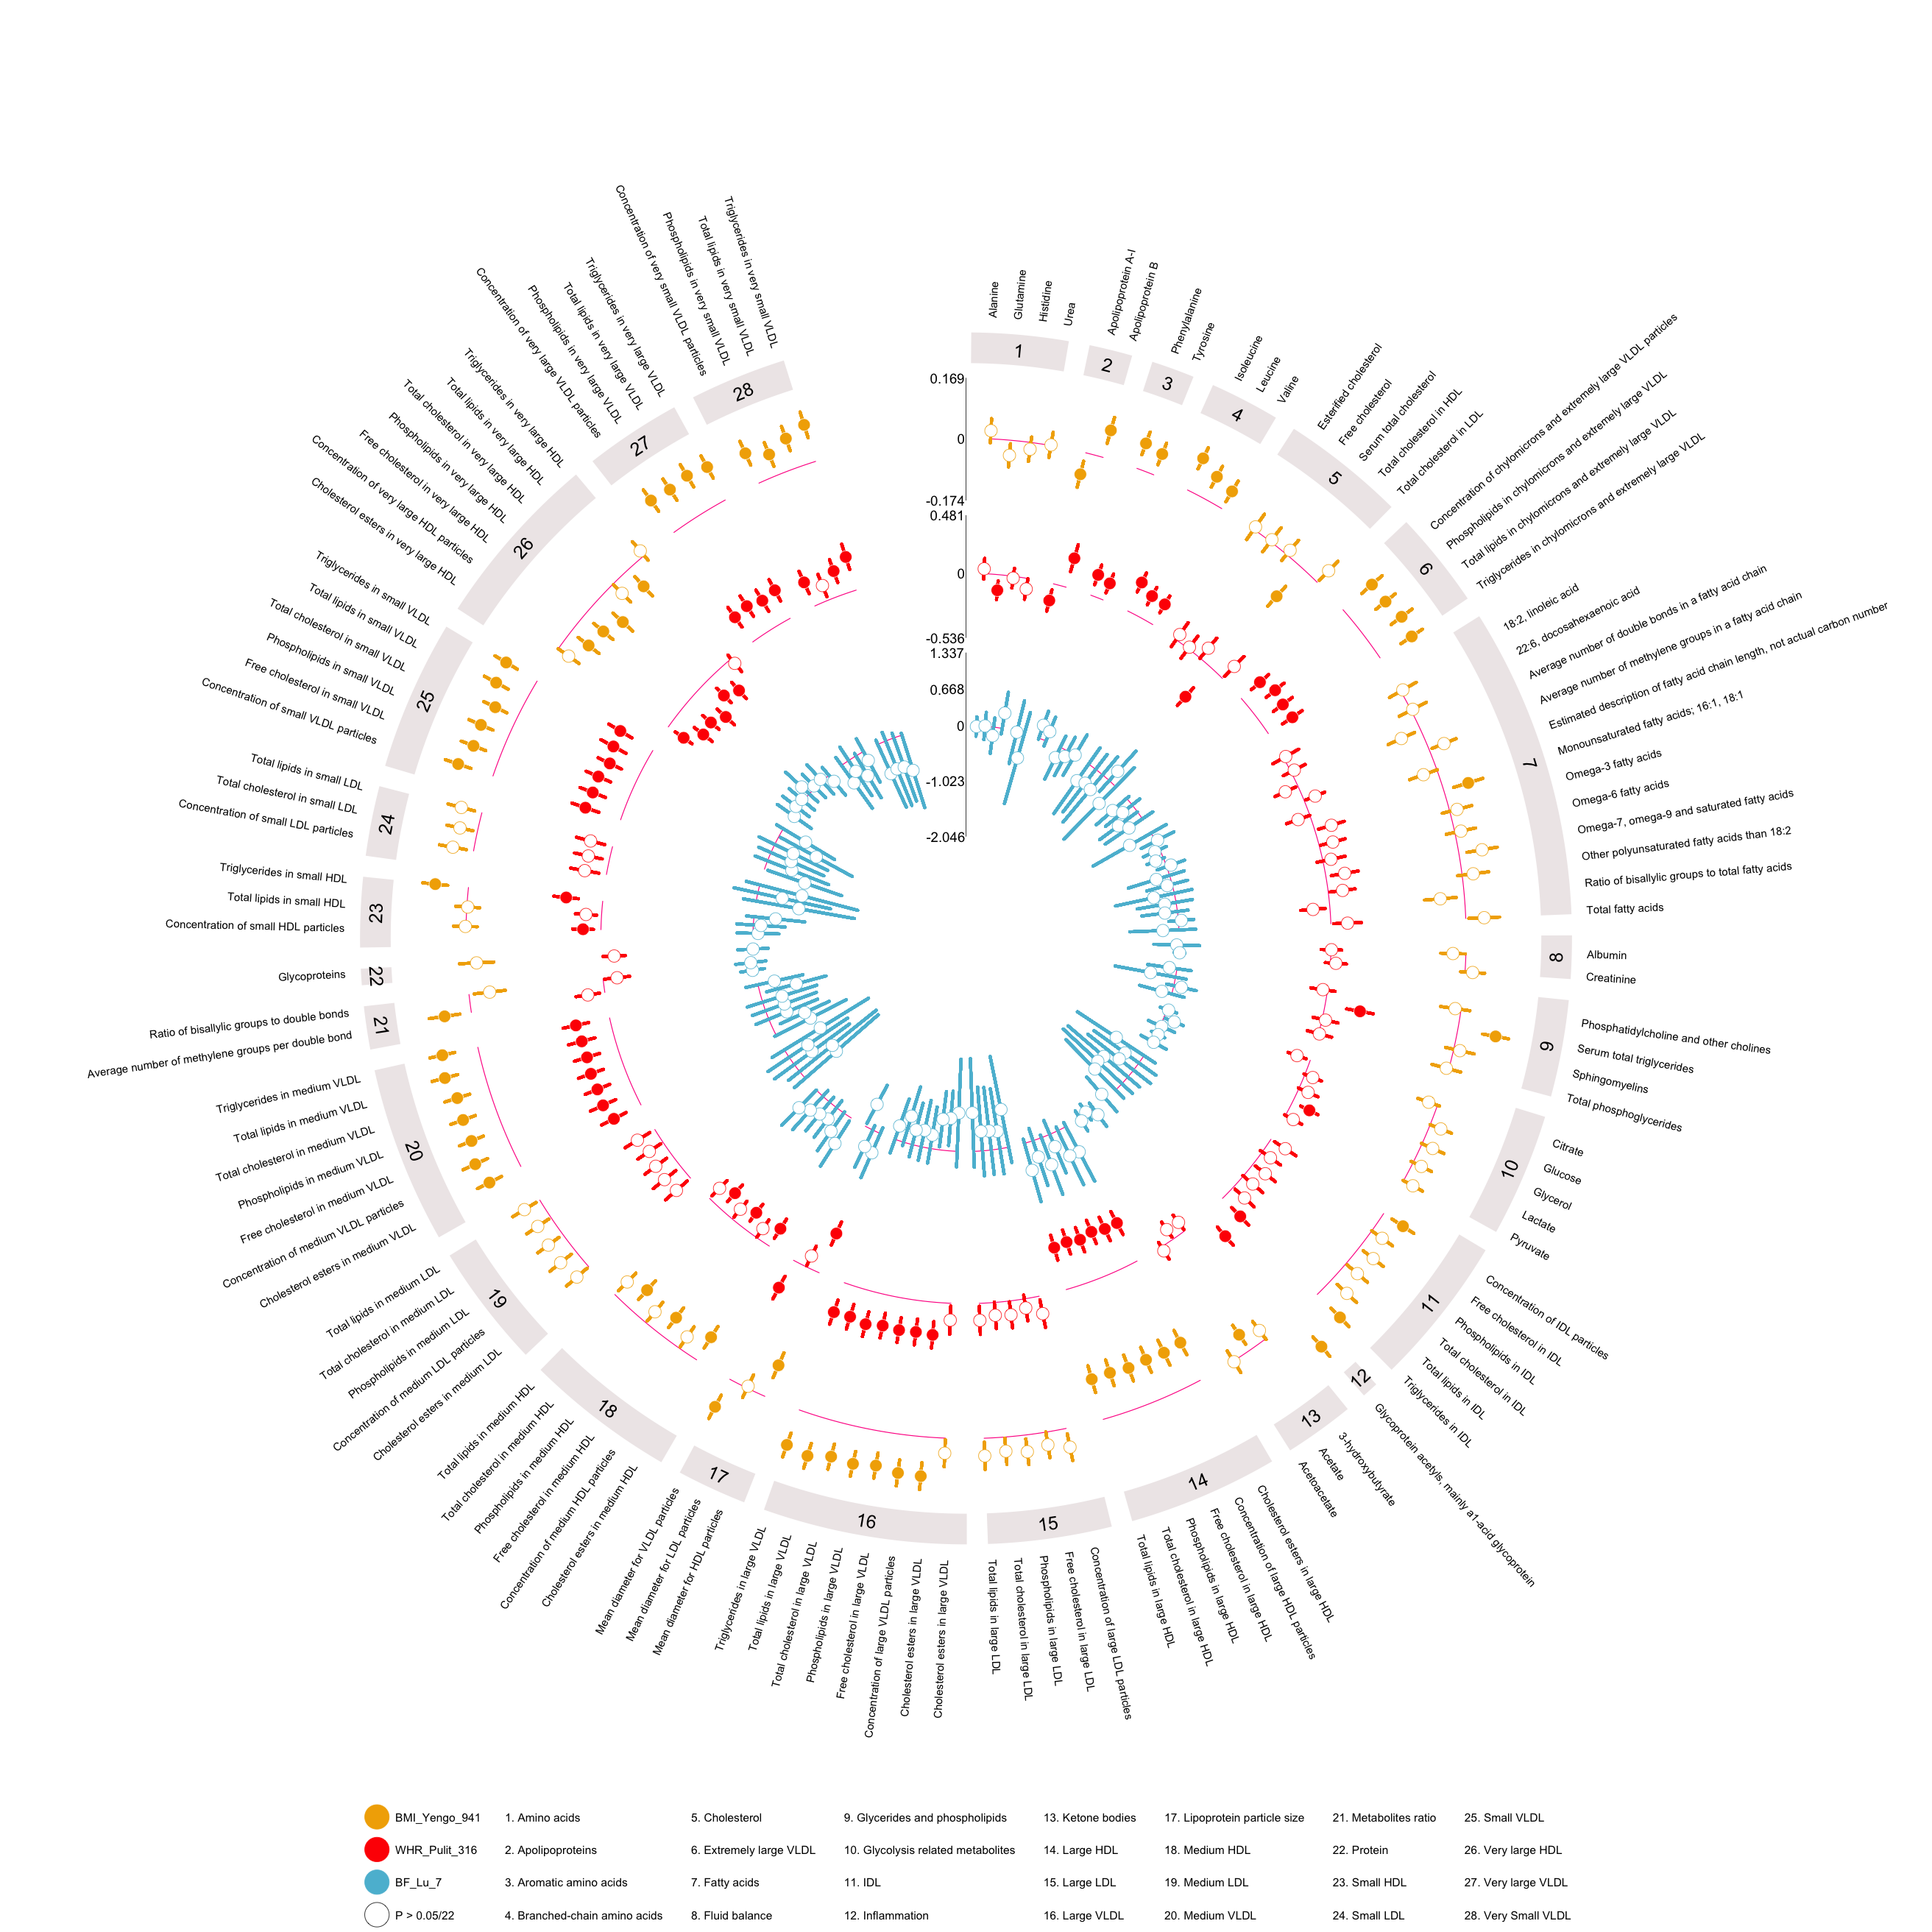 1
2
3
4
5
6
7
8
9
10
11
12
13
14
15
16
17
18
19
20
21
22
23
24
25
26
27
28
Alanine
Glutamine
Histidine
Urea
Apolipoprotein A-I
Apolipoprotein B
Phenylalanine
Tyrosine
Isoleucine
Leucine
Valine
Esterified cholesterol
Free cholesterol
Serum total cholesterol
Total cholesterol in HDL
Total cholesterol in LDL
Concentration of chylomicrons and extremely large VLDL particles
Phospholipids in chylomicrons and extremely large VLDL
Total lipids in chylomicrons and extremely large VLDL
Triglycerides in chylomicrons and extremely large VLDL
18:2, linoleic acid
22:6, docosahexaenoic acid
Average number of double bonds in a fatty acid chain
Average number of methylene groups in a fatty acid chain
Estimated description of fatty acid chain length, not actual carbon number
Monounsaturated fatty acids; 16:1, 18:1
Omega-3 fatty acids
Omega-6 fatty acids
Omega-7, omega-9 and saturated fatty acids
Other polyunsaturated fatty acids than 18:2
Ratio of bisallylic groups to total fatty acids
Total fatty acids
Albumin
Creatinine
Phosphatidylcholine and other cholines
Serum total triglycerides
Sphingomyelins
Total phosphoglycerides
Citrate
Glucose
Glycerol
Lactate
Pyruvate
Concentration of IDL particles
Free cholesterol in IDL
Phospholipids in IDL
Total cholesterol in IDL
Total lipids in IDL
Triglycerides in IDL
Glycoprotein acetyls, mainly a1-acid glycoprotein
3-hydroxybutyrate
Acetate
Acetoacetate
Cholesterol esters in large HDL
Concentration of large HDL particles
Free cholesterol in large HDL
Phospholipids in large HDL
Total cholesterol in large HDL
Total lipids in large HDL
Concentration of large LDL particles
Free cholesterol in large LDL
Phospholipids in large LDL
Total cholesterol in large LDL
Total lipids in large LDL
Cholesterol esters in large VLDL
Cholesterol esters in large VLDL
Concentration of large VLDL particles
Free cholesterol in large VLDL
Phospholipids in large VLDL
Total cholesterol in large VLDL
Total lipids in large VLDL
Triglycerides in large VLDL
Mean diameter for HDL particles
Mean diameter for LDL particles
Mean diameter for VLDL particles
Cholesterol esters in medium HDL
Concentration of medium HDL particles
Free cholesterol in medium HDL
Phospholipids in medium HDL
Total cholesterol in medium HDL
Total lipids in medium HDL
Cholesterol esters in medium LDL
Concentration of medium LDL particles
Phospholipids in medium LDL
Total cholesterol in medium LDL
Total lipids in medium LDL
Cholesterol esters in medium VLDL
Concentration of medium VLDL particles
Free cholesterol in medium VLDL
Phospholipids in medium VLDL
Total cholesterol in medium VLDL
Total lipids in medium VLDL
Triglycerides in medium VLDL
Average number of methylene groups per double bond
Ratio of bisallylic groups to double bonds
Glycoproteins
Concentration of small HDL particles
Total lipids in small HDL
Triglycerides in small HDL
Concentration of small LDL particles
Total cholesterol in small LDL
Total lipids in small LDL
Concentration of small VLDL particles
Free cholesterol in small VLDL
Phospholipids in small VLDL
Total cholesterol in small VLDL
Total lipids in small VLDL
Triglycerides in small VLDL
Cholesterol esters in very large HDL
Concentration of very large HDL particles
Free cholesterol in very large HDL
Phospholipids in very large HDL
Total cholesterol in very large HDL
Total lipids in very large HDL
Triglycerides in very large HDL
Concentration of very large VLDL particles
Phospholipids in very large VLDL
Total lipids in very large VLDL
Triglycerides in very large VLDL
Concentration of very small VLDL particles
Phospholipids in very small VLDL
Total lipids in very small VLDL
Triglycerides in very small VLDL
0.169
0
-0.174
0.481
0
-0.536
1.337
0.668
0
-1.023
-2.046
BMI_Yengo_941
WHR_Pulit_316
BF_Lu_7
P > 0.05/22
1. Amino acids
2. Apolipoproteins
3. Aromatic amino acids
4. Branched-chain amino acids
5. Cholesterol
6. Extremely large VLDL
7. Fatty acids
8. Fluid balance
9. Glycerides and phospholipids
10. Glycolysis related metabolites
11. IDL
12. Inflammation
13. Ketone bodies
14. Large HDL
15. Large LDL
16. Large VLDL
17. Lipoprotein particle size
18. Medium HDL
19. Medium LDL
20. Medium VLDL
21. Metabolites ratio
22. Protein
23. Small HDL
24. Small LDL
25. Small VLDL
26. Very large HDL
27. Very large VLDL
28. Very Small VLDL